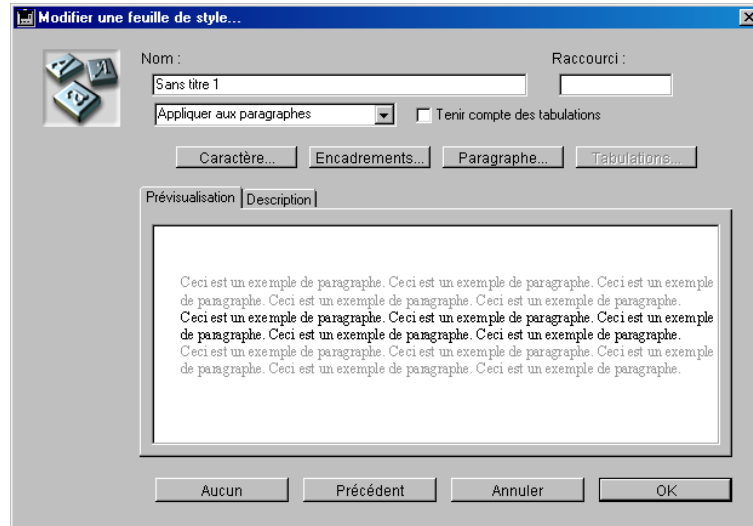 Modifier une feuille de style...
Nom :
Raccourci :
Sans titre 1
Appliquer aux paragraphes
Tenir compte des tabulations
Caractère...
Encadrements...
Paragraphe...
Tabulations...
Prévisualisation
Description
Ceci est un exemple de paragraphe. Ceci est un exemple de paragraphe. Ceci est un exemple
de paragraphe. Ceci est un exemple de paragraphe. Ceci est un exemple de paragraphe.
Ceci est un exemple de paragraphe. Ceci est un exemple de paragraphe. Ceci est un exemple
de paragraphe. Ceci est un exemple de paragraphe. Ceci est un exemple de paragraphe.
Ceci est un exemple de paragraphe. Ceci est un exemple de paragraphe. Ceci est un exemple
de paragraphe. Ceci est un exemple de paragraphe. Ceci est un exemple de paragraphe.
Aucun
Précédent
Annuler
OK